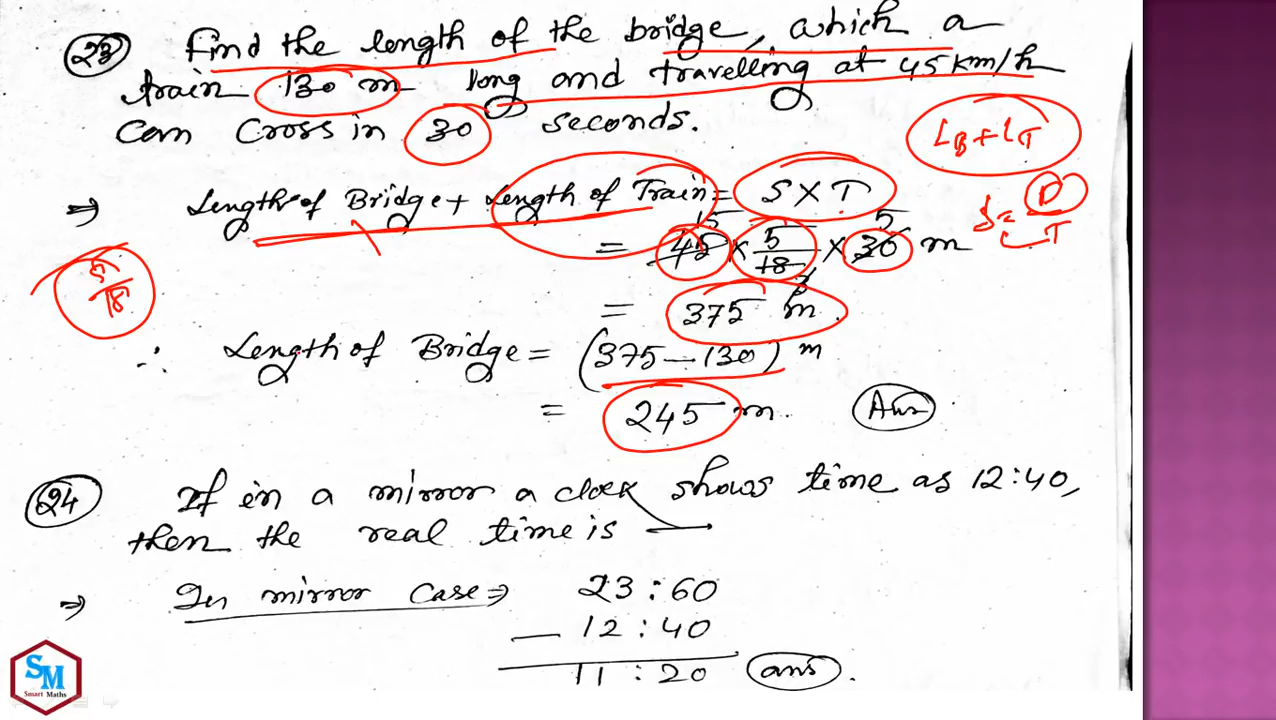 (23) Find the length of the bridge, which a
train 130 m long and travelling at 45 km/h
can cross in 30 seconds.
LB + LT
⇒ Length of Bridge + Length of Train = S × T
S = D/T
= 45 × 5/18 × 30 m
15 5
5/18
= 375 m.
∴ Length of Bridge = (375 - 130) m
= 245 m. (Ans)
(24) If in a mirror a clock shows time as 12:40,
then the real time is →
⇒ In mirror case ⇒ 23 : 60
- 12 : 40
11 : 20 (ans).
SM
Smart Maths